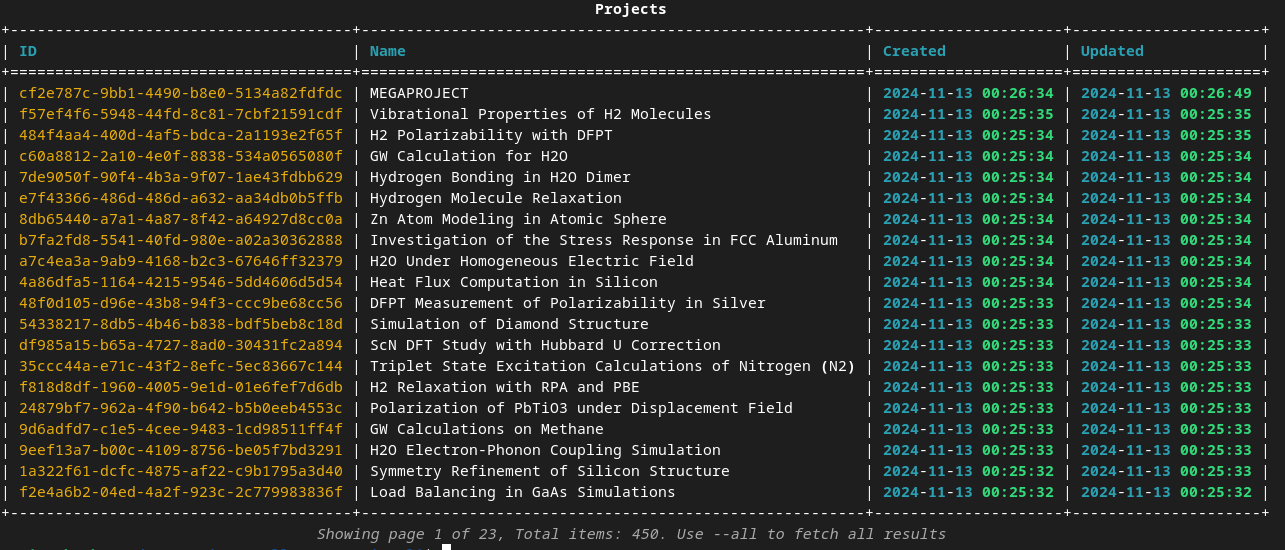 Projects
ID Name Created Updated
cf2e787c-9bb1-4490-b8e0-5134a82fdfdc MEGAPROJECT 2024-11-13 00:26:34 2024-11-13 00:26:49
f57ef4f6-5948-44fd-8c81-7cbf21591cdf Vibrational Properties of H2 Molecules 2024-11-13 00:25:35 2024-11-13 00:25:35
484f4aa4-400d-4af5-bdca-2a1193e2f65f H2 Polarizability with DFPT 2024-11-13 00:25:34 2024-11-13 00:25:35
c60a8812-2a10-4e0f-8838-534a0565080f GW Calculation for H2O 2024-11-13 00:25:34 2024-11-13 00:25:34
7de9050f-90f4-4b3a-9f07-1ae43fdbb629 Hydrogen Bonding in H2O Dimer 2024-11-13 00:25:34 2024-11-13 00:25:34
e7f43366-486d-486d-a632-aa34db0b5ffb Hydrogen Molecule Relaxation 2024-11-13 00:25:34 2024-11-13 00:25:34
8db65440-a7a1-4a87-8f42-a64927d8cc0a Zn Atom Modeling in Atomic Sphere 2024-11-13 00:25:34 2024-11-13 00:25:34
b7fa2fd8-5541-40fd-980e-a02a30362888 Investigation of the Stress Response in FCC Aluminum 2024-11-13 00:25:34 2024-11-13 00:25:34
a7c4ea3a-9ab9-4168-b2c3-67646ff32379 H2O Under Homogeneous Electric Field 2024-11-13 00:25:34 2024-11-13 00:25:34
4a86dfa5-1164-4215-9546-5dd4606d5d54 Heat Flux Computation in Silicon 2024-11-13 00:25:34 2024-11-13 00:25:34
48f0d105-d96e-43b8-94f3-ccc9be68cc56 DFPT Measurement of Polarizability in Silver 2024-11-13 00:25:33 2024-11-13 00:25:34
54338217-8db5-4b46-b838-bdf5beb8c18d Simulation of Diamond Structure 2024-11-13 00:25:33 2024-11-13 00:25:33
df985a15-b65a-4727-8ad0-30431fc2a894 ScN DFT Study with Hubbard U Correction 2024-11-13 00:25:33 2024-11-13 00:25:33
35ccc44a-e71c-43f2-8efc-5ec83667c144 Triplet State Excitation Calculations of Nitrogen (N2) 2024-11-13 00:25:33 2024-11-13 00:25:33
f818d8df-1960-4005-9e1d-01e6fef7d6db H2 Relaxation with RPA and PBE 2024-11-13 00:25:33 2024-11-13 00:25:33
24879bf7-962a-4f90-b642-b5b0eeb4553c Polarization of PbTiO3 under Displacement Field 2024-11-13 00:25:33 2024-11-13 00:25:33
9d6adfd7-c1e5-4cee-9483-1cd98511ff4f GW Calculations on Methane 2024-11-13 00:25:33 2024-11-13 00:25:33
9eef13a7-b00c-4109-8756-be05f7bd3291 H2O Electron-Phonon Coupling Simulation 2024-11-13 00:25:33 2024-11-13 00:25:33
1a322f61-dcfc-4875-af22-c9b1795a3d40 Symmetry Refinement of Silicon Structure 2024-11-13 00:25:32 2024-11-13 00:25:33
f2e4a6b2-04ed-4a2f-923c-2c779983836f Load Balancing in GaAs Simulations 2024-11-13 00:25:32 2024-11-13 00:25:32
Showing page 1 of 23, Total items: 450. Use --all to fetch all results